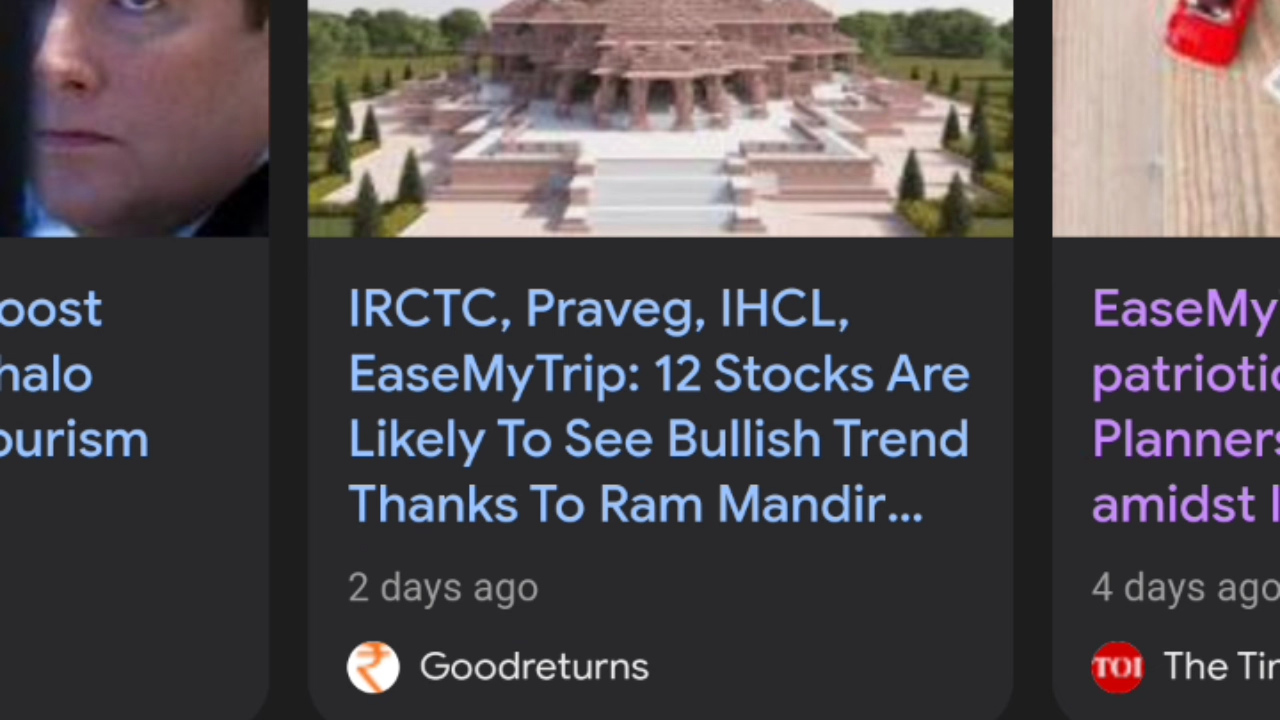 oost
halo
ourism
IRCTC, Praveg, IHCL,
EaseMyTrip: 12 Stocks Are
Likely To See Bullish Trend
Thanks To Ram Mandir...
2 days ago
Goodreturns
EaseMy
patriotic
Planners
amidst
4 days ago
TOI The Tim